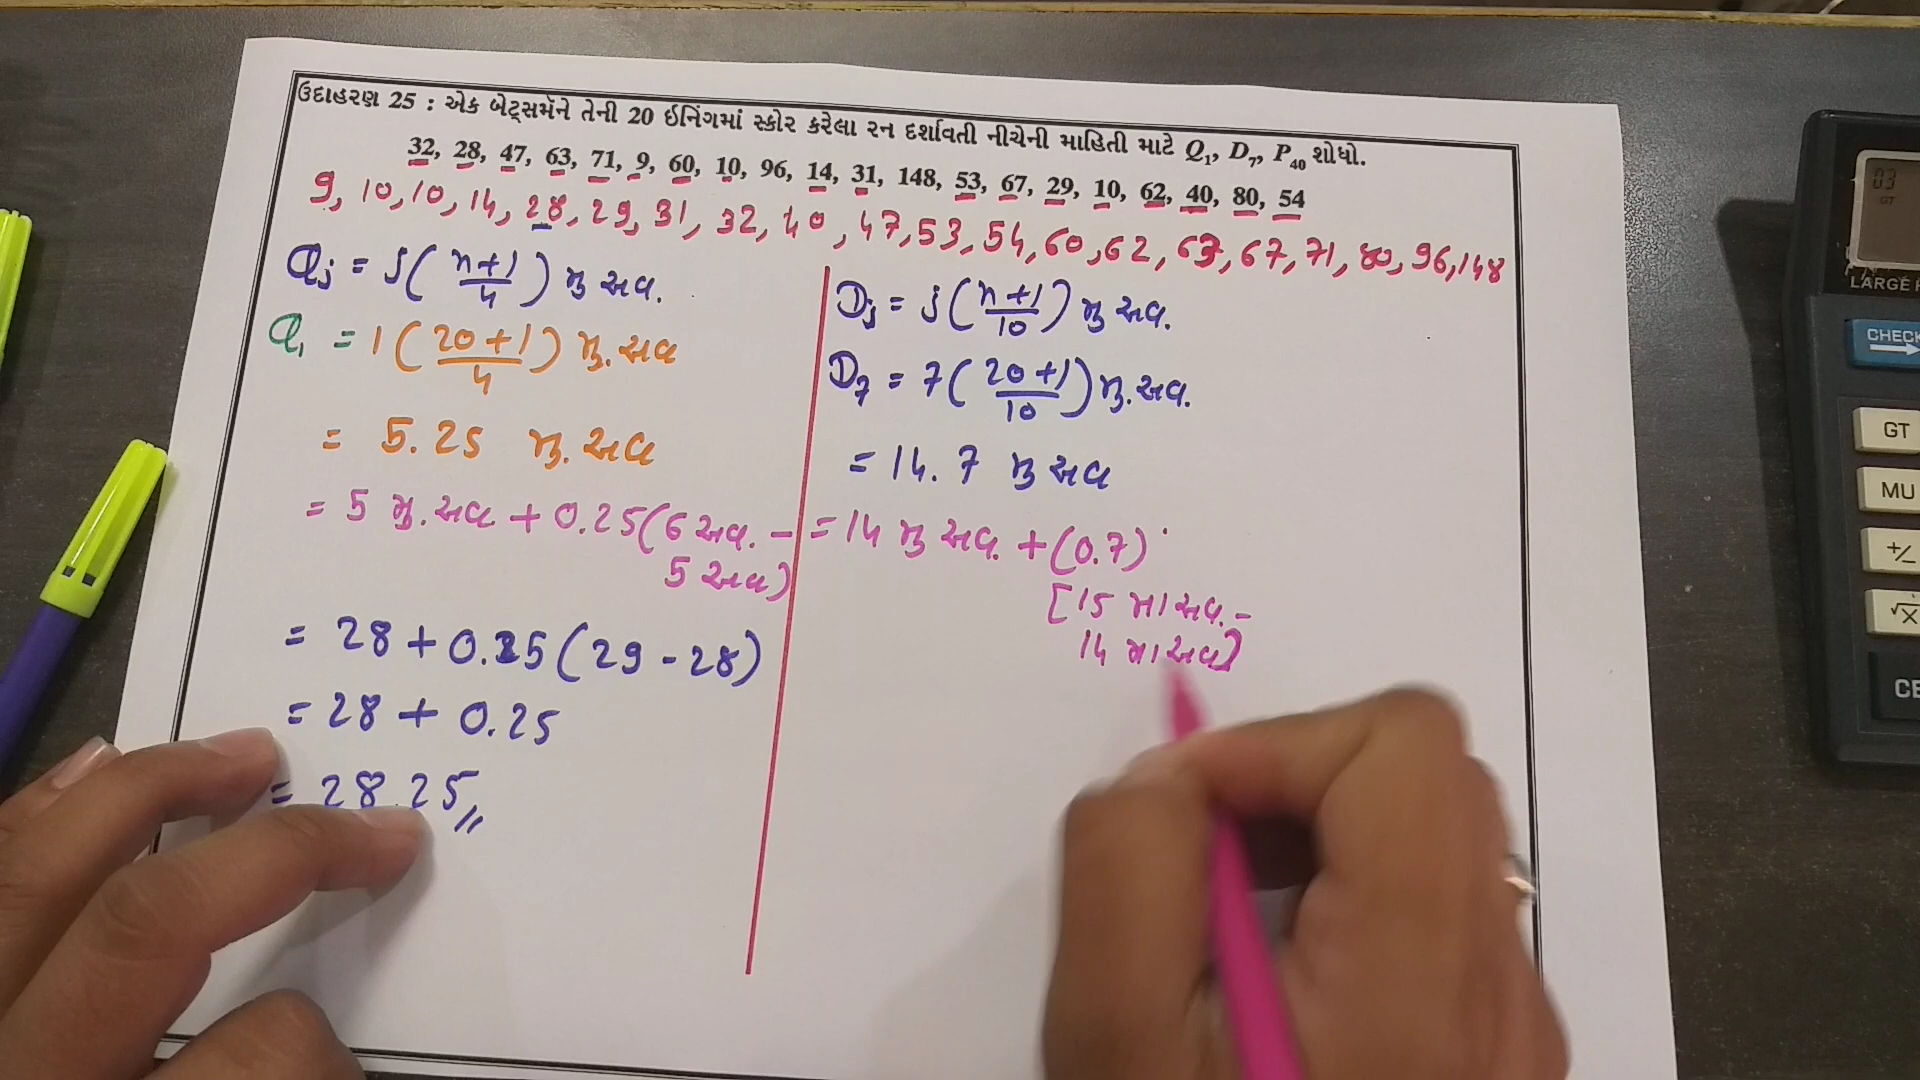 ઉદાહરણ 25 : એક બેટ્સમૅને તેની 20 ઇનિંગમાં સ્કોર કરેલા રન દર્શાવતી નીચેની માહિતી માટે Q₁, D₇, P₄₀ શોધો.
32, 28, 47, 63, 71, 9, 60, 10, 96, 14, 31, 148, 53, 67, 29, 10, 62, 40, 80, 54
9, 10, 10, 14, 28, 29, 31, 32, 40, 47, 53, 54, 60, 62, 63, 67, 71, 80, 96, 148
Qj = j(n+1/4) મુ અવ.
Q₁ = 1(20+1/4) મુ. અવ
= 5.25 મુ. અવ
= 5 મુ. અવ + 0.25(6 અવ. -
5 અવ)
= 28 + 0.25(29 - 28)
= 28 + 0.25
= 28.25
Dj = j(n+1/10) મુ અવ.
D₇ = 7(20+1/10) મુ. અવ.
= 14.7 મુ અવ
= 14 મુ અવ. + (0.7)
[15 મા અવ. -
14 મા અવ]
03
GT
LARGE
CHECK
GT
MU
+/-
√X
CE